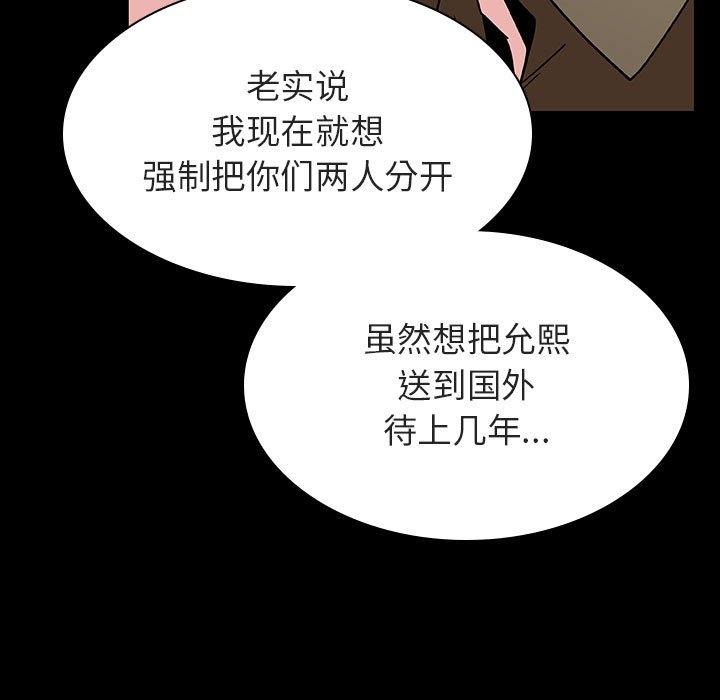 老实说
我现在就想
强制把你们两人分开
虽然想把允熙
送到国外
待上几年...